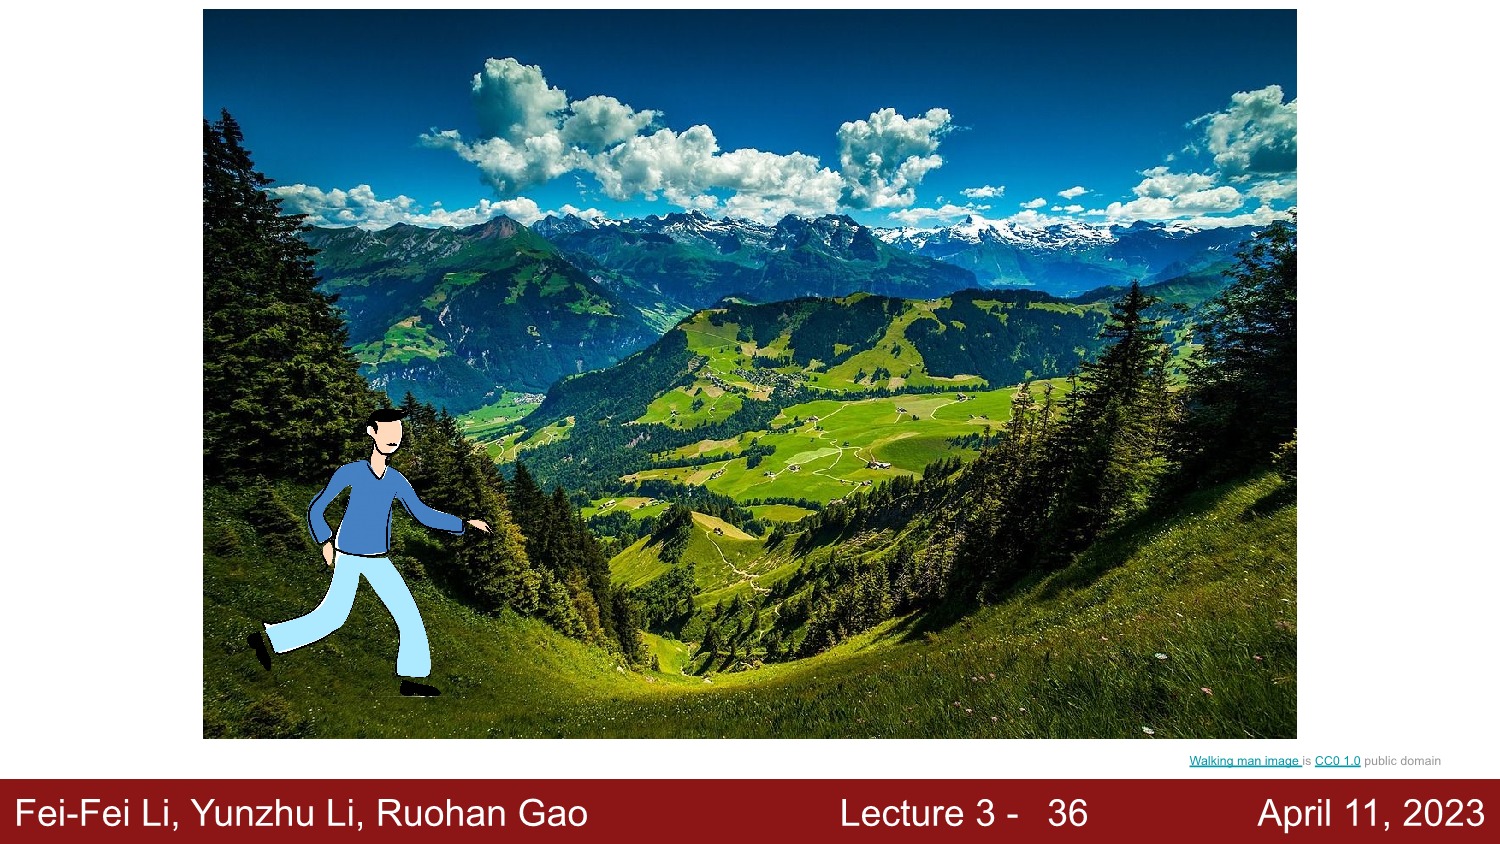 Walking man image is CC0 1.0 public domain
Fei-Fei Li, Yunzhu Li, Ruohan Gao Lecture 3 - 36 April 11, 2023